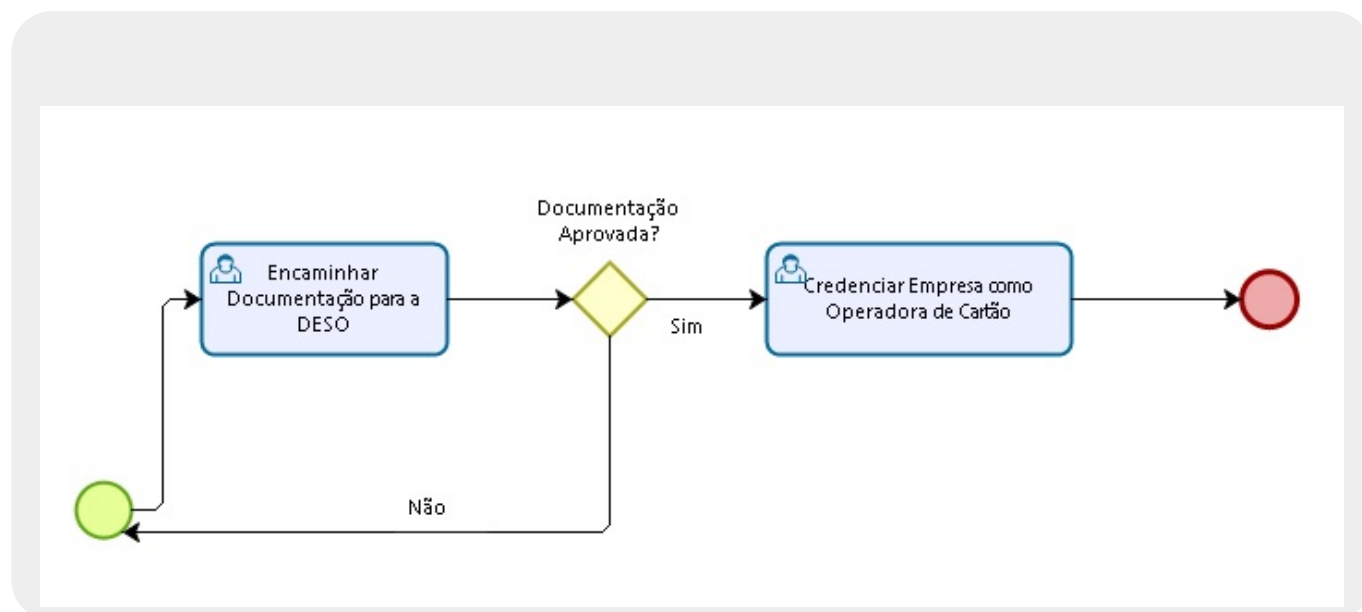 Documentação
Aprovada?
Encaminhar
Documentação para a
DESO
Sim
Credenciar Empresa como
Operadora de Cartão
Não